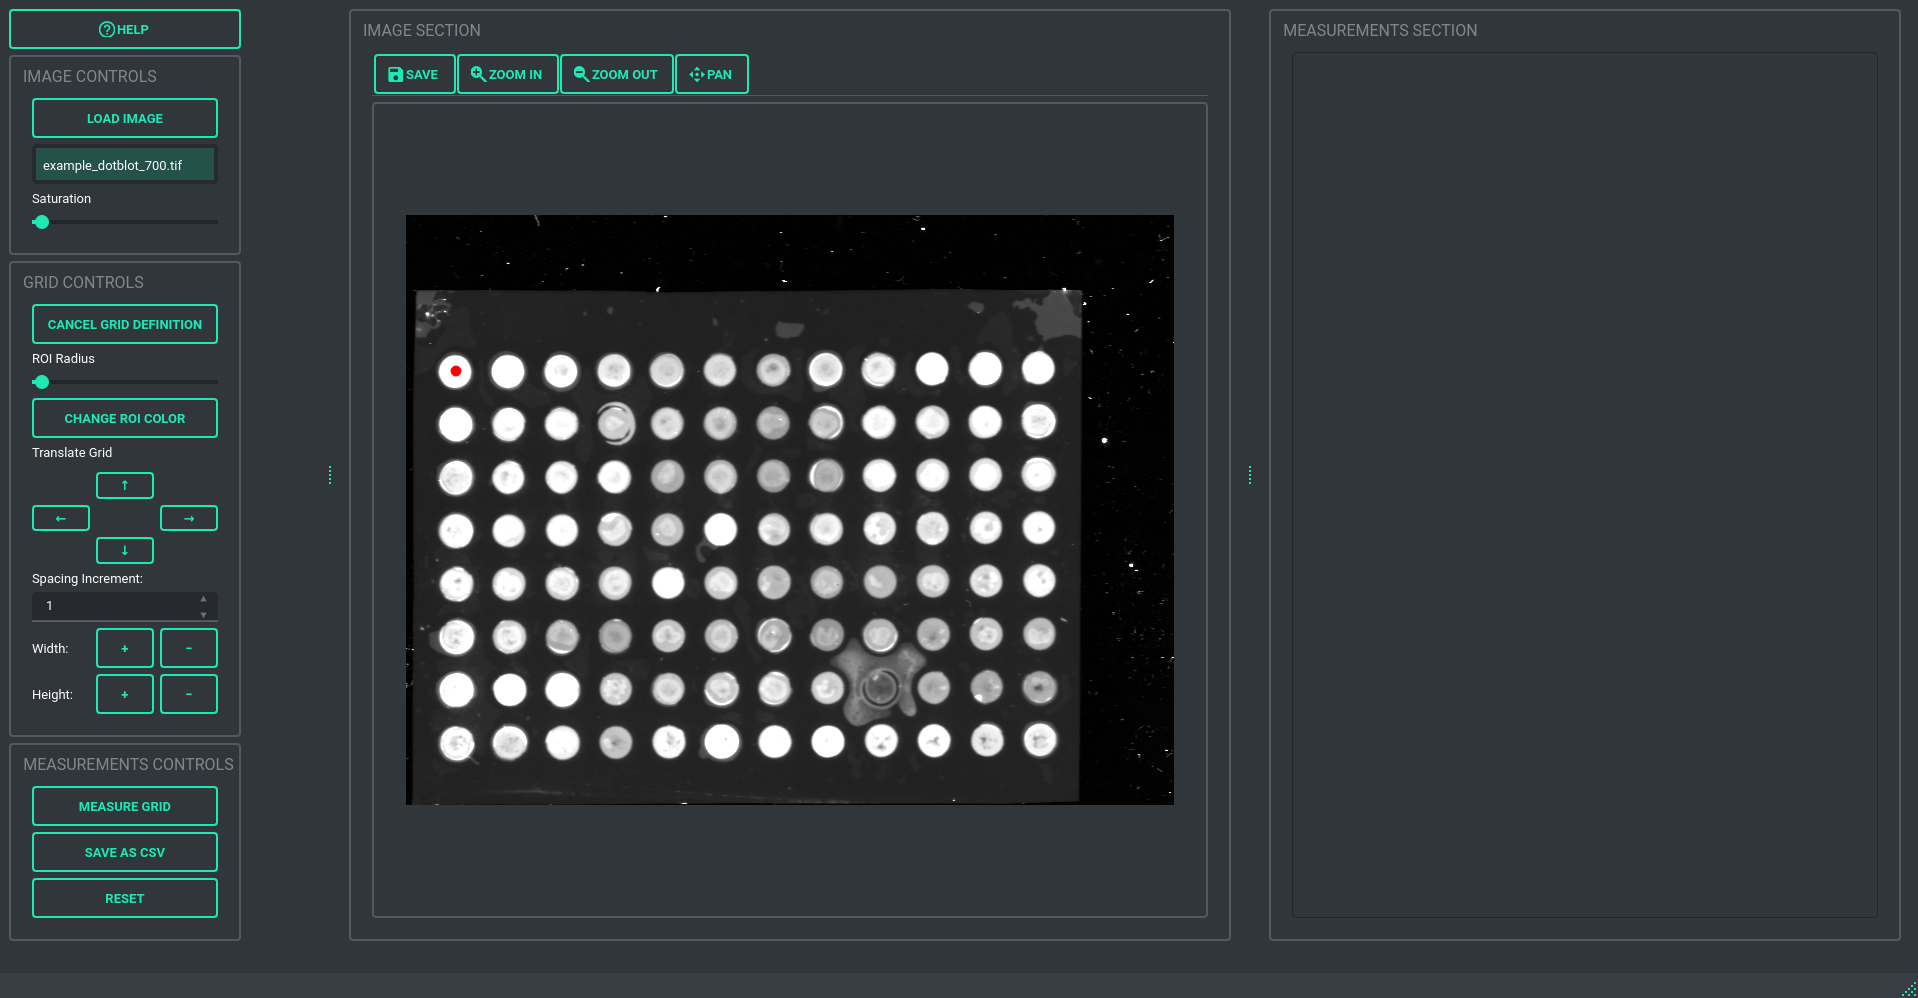 HELP
IMAGE CONTROLS
LOAD IMAGE
example_dotblot_700.tif
Saturation
GRID CONTROLS
CANCEL GRID DEFINITION
ROI Radius
CHANGE ROI COLOR
Translate Grid
↑
← →
↓
Spacing Increment:
1
Width: + −
Height: + −
MEASUREMENTS CONTROLS
MEASURE GRID
SAVE AS CSV
RESET
IMAGE SECTION
SAVE ZOOM IN ZOOM OUT PAN
MEASUREMENTS SECTION